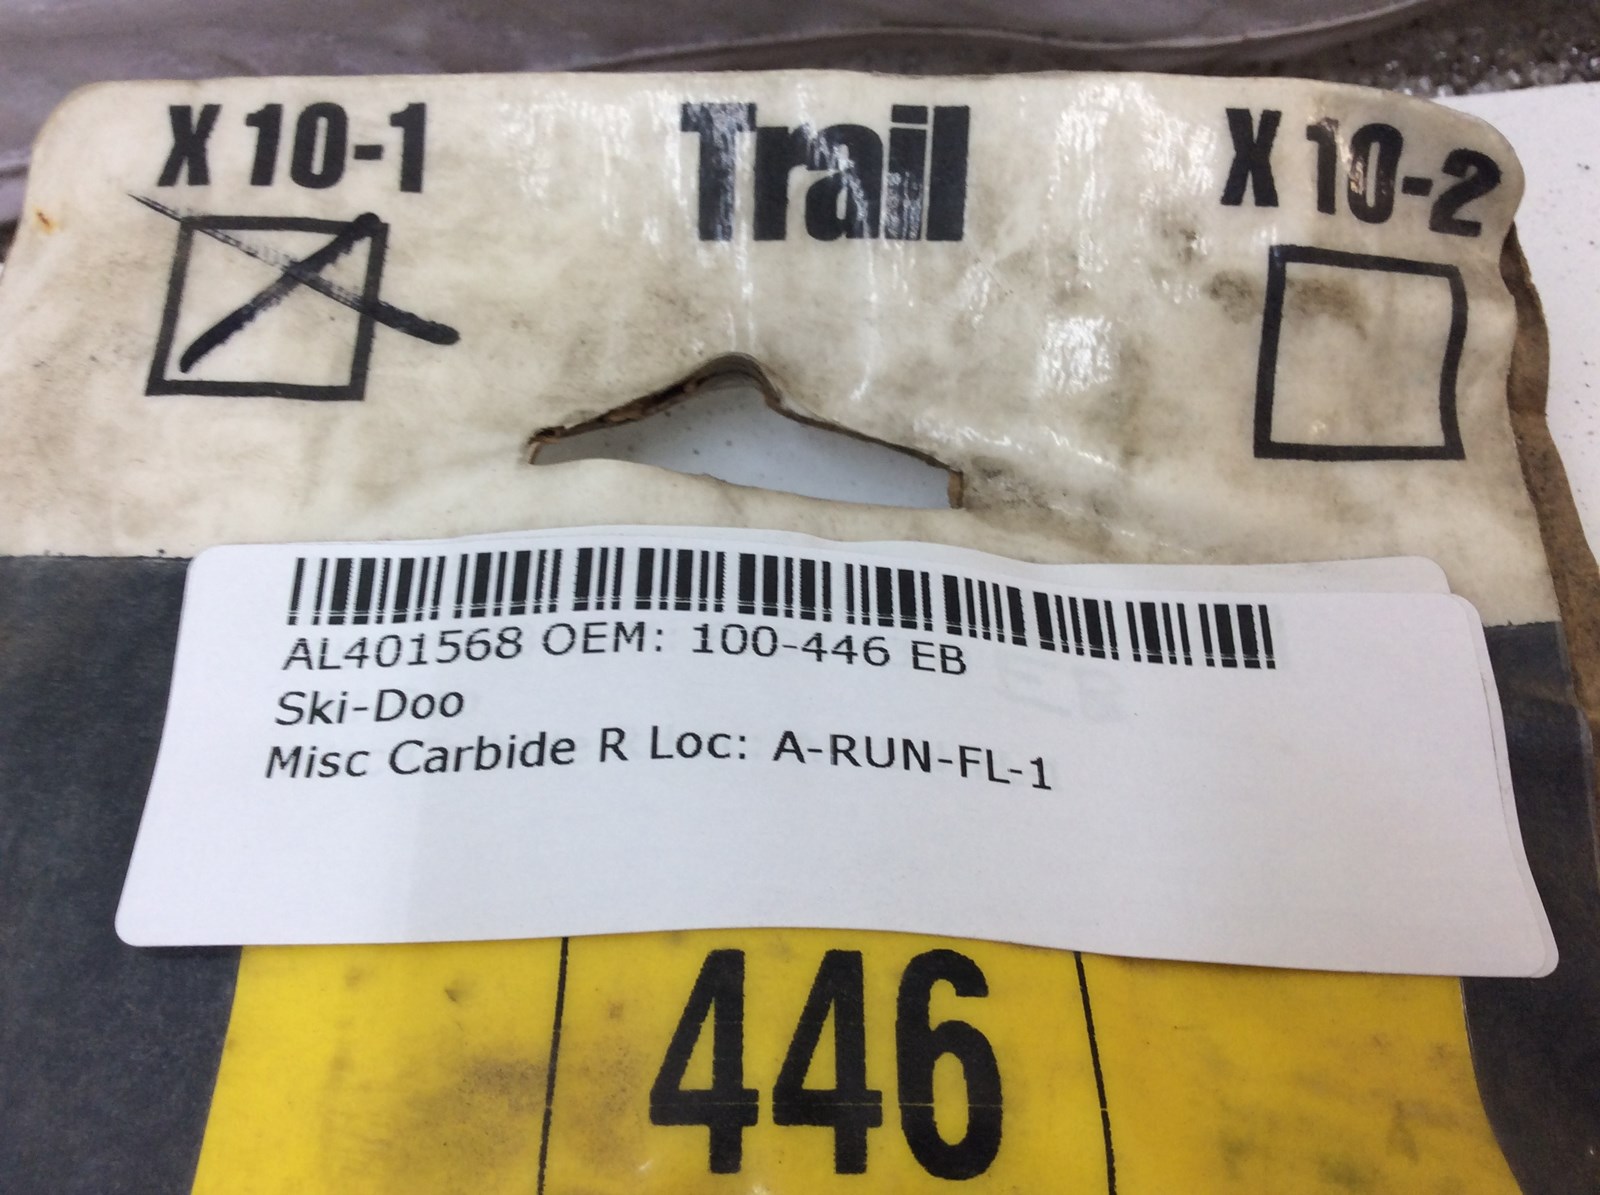 X 10-1 Trail X 10-2
AL401568 OEM: 100-446 EB
Ski-Doo
Misc Carbide R Loc: A-RUN-FL-1
446